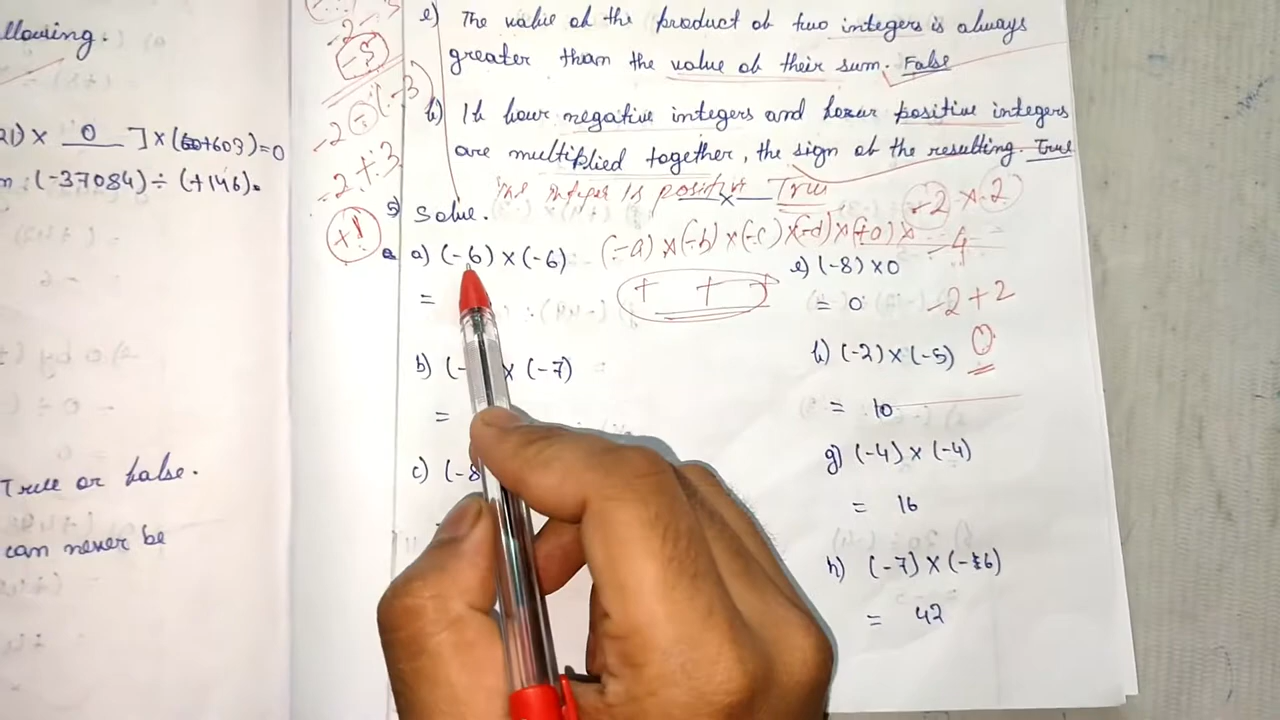 llowing.
21) × 0 ] × (60+603) = 0
: (-37084) ÷ (+146).
True or false.
can never be
-2
-5
-2 ÷ (-3
-2 + 3
+1
e) The value of the product of two integers is always
greater than the value of their sum. False
f) If four negative integers and four positive integers
are multiplied together, the sign of the resulting. True
integer is positive True
5) Solve.
a) (-6) × (-6)
=
(-a) × (-b) × (-c) × (-d) × (+a) ×
+ + +
b) (- × (-7)
=
c) (-8
-2 × 2
-4
e) (-8) × 0
= 0
-2 + 2
0
f) (-2) × (-5)
= 10
g) (-4) × (-4)
= 16
h) (-7) × (-6)
= 42